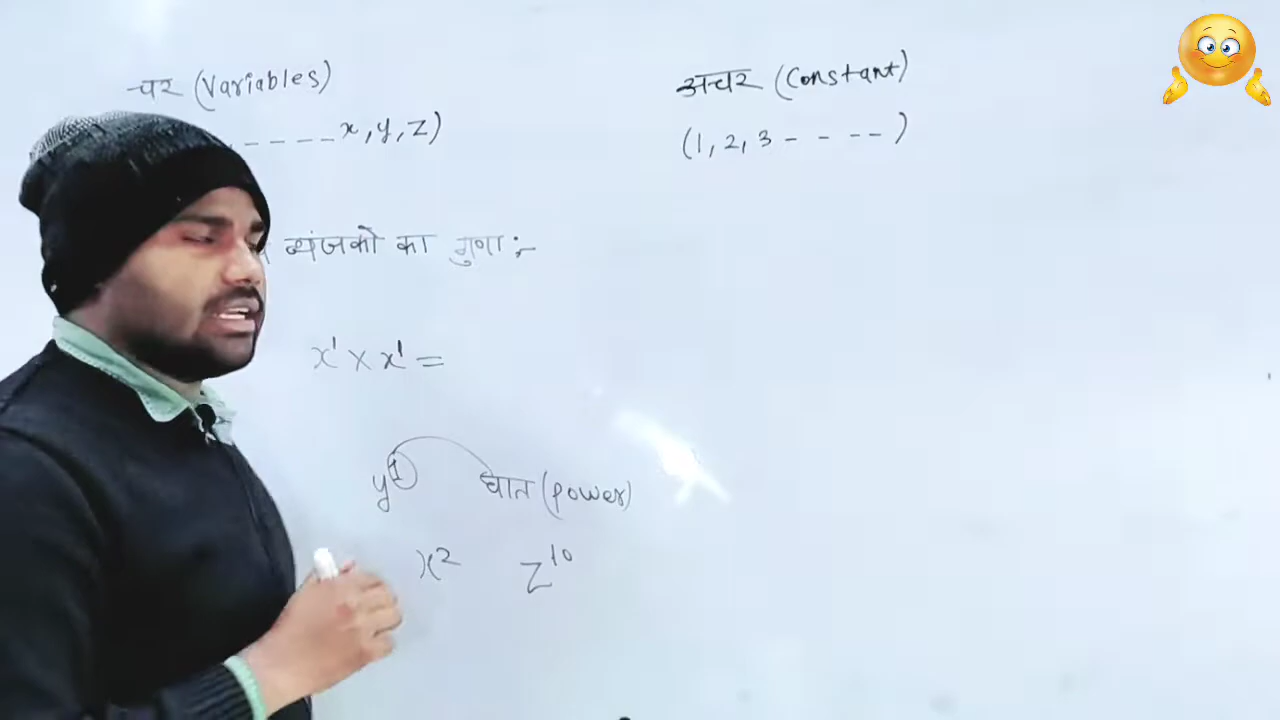 चर (Variables)
अचर (Constant)
- - - - x, y, z)
(1, 2, 3 - - - -- )
व्यंजको का गुणा :-
x¹ × x¹ =
y¹ घात (power)
x² z¹⁰